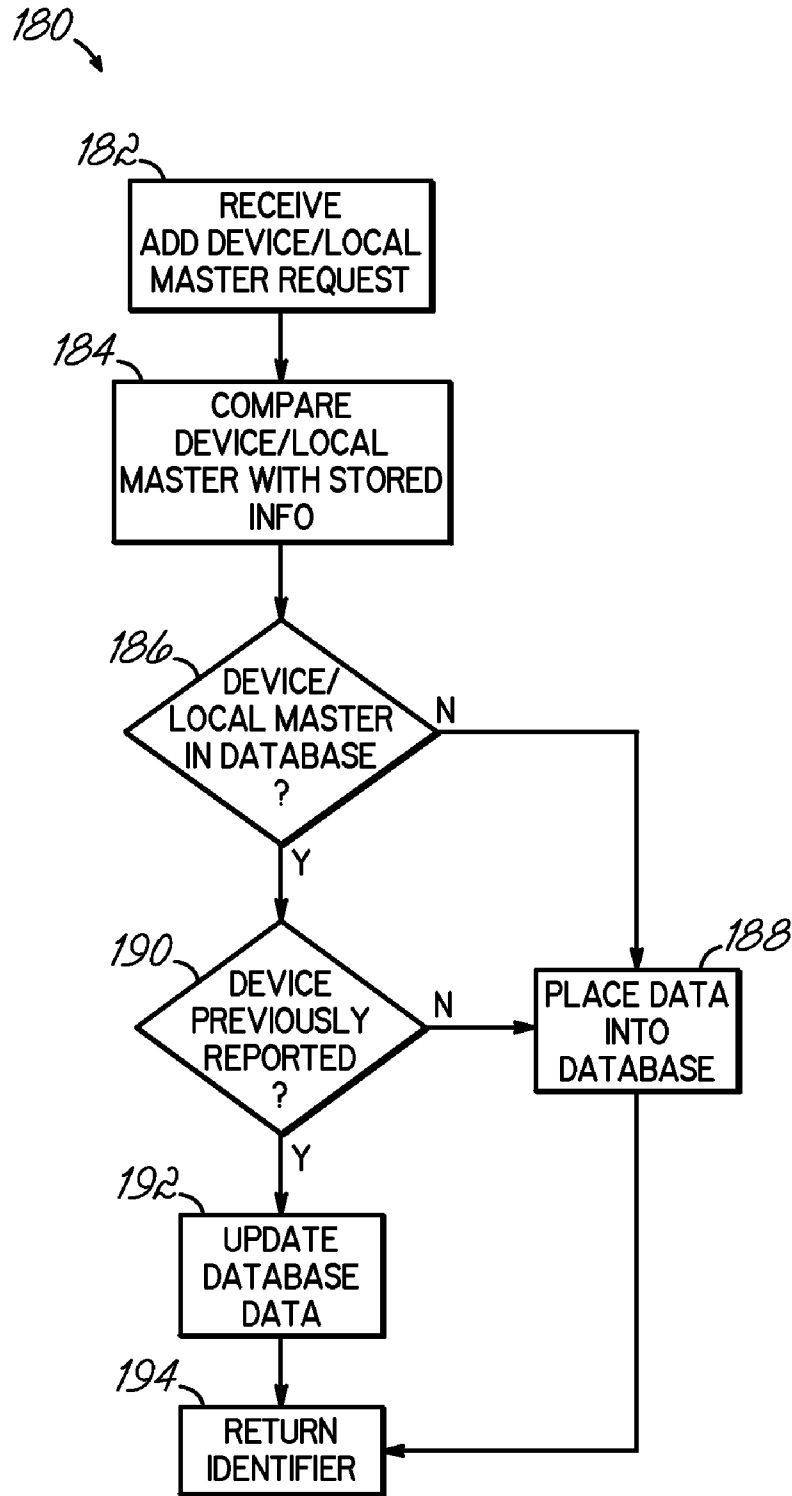 180
182
RECEIVE
ADD DEVICE/LOCAL
MASTER REQUEST
184
COMPARE
DEVICE/LOCAL
MASTER WITH STORED
INFO
186
DEVICE/
LOCAL MASTER
IN DATABASE
?
N
Y
190
DEVICE
PREVIOUSLY
REPORTED
?
N
Y
188
PLACE DATA
INTO
DATABASE
192
UPDATE
DATABASE
DATA
194
RETURN
IDENTIFIER